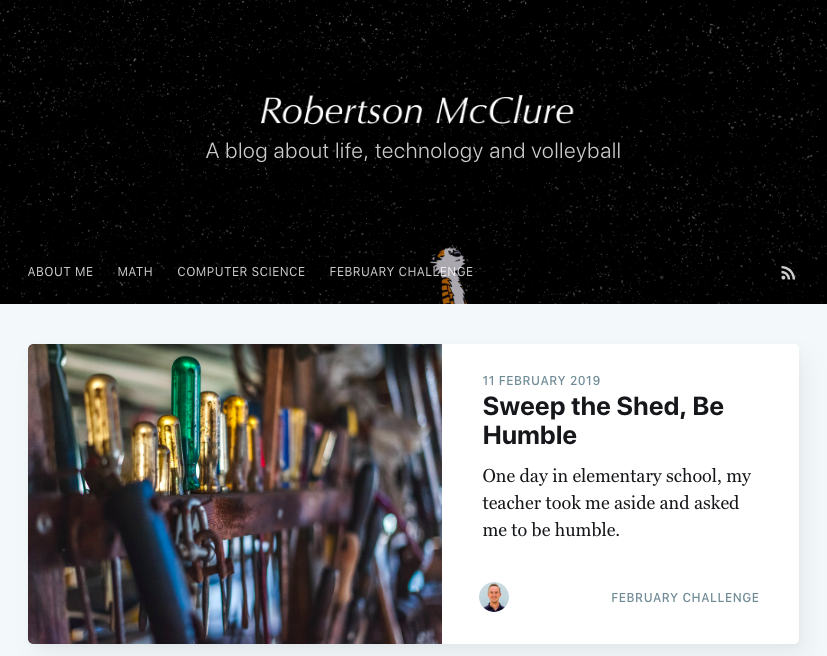 Robertson McClure
A blog about life, technology and volleyball
ABOUT ME MATH COMPUTER SCIENCE FEBRUARY CHALLENGE
11 FEBRUARY 2019
Sweep the Shed, Be
Humble
One day in elementary school, my
teacher took me aside and asked
me to be humble.
FEBRUARY CHALLENGE